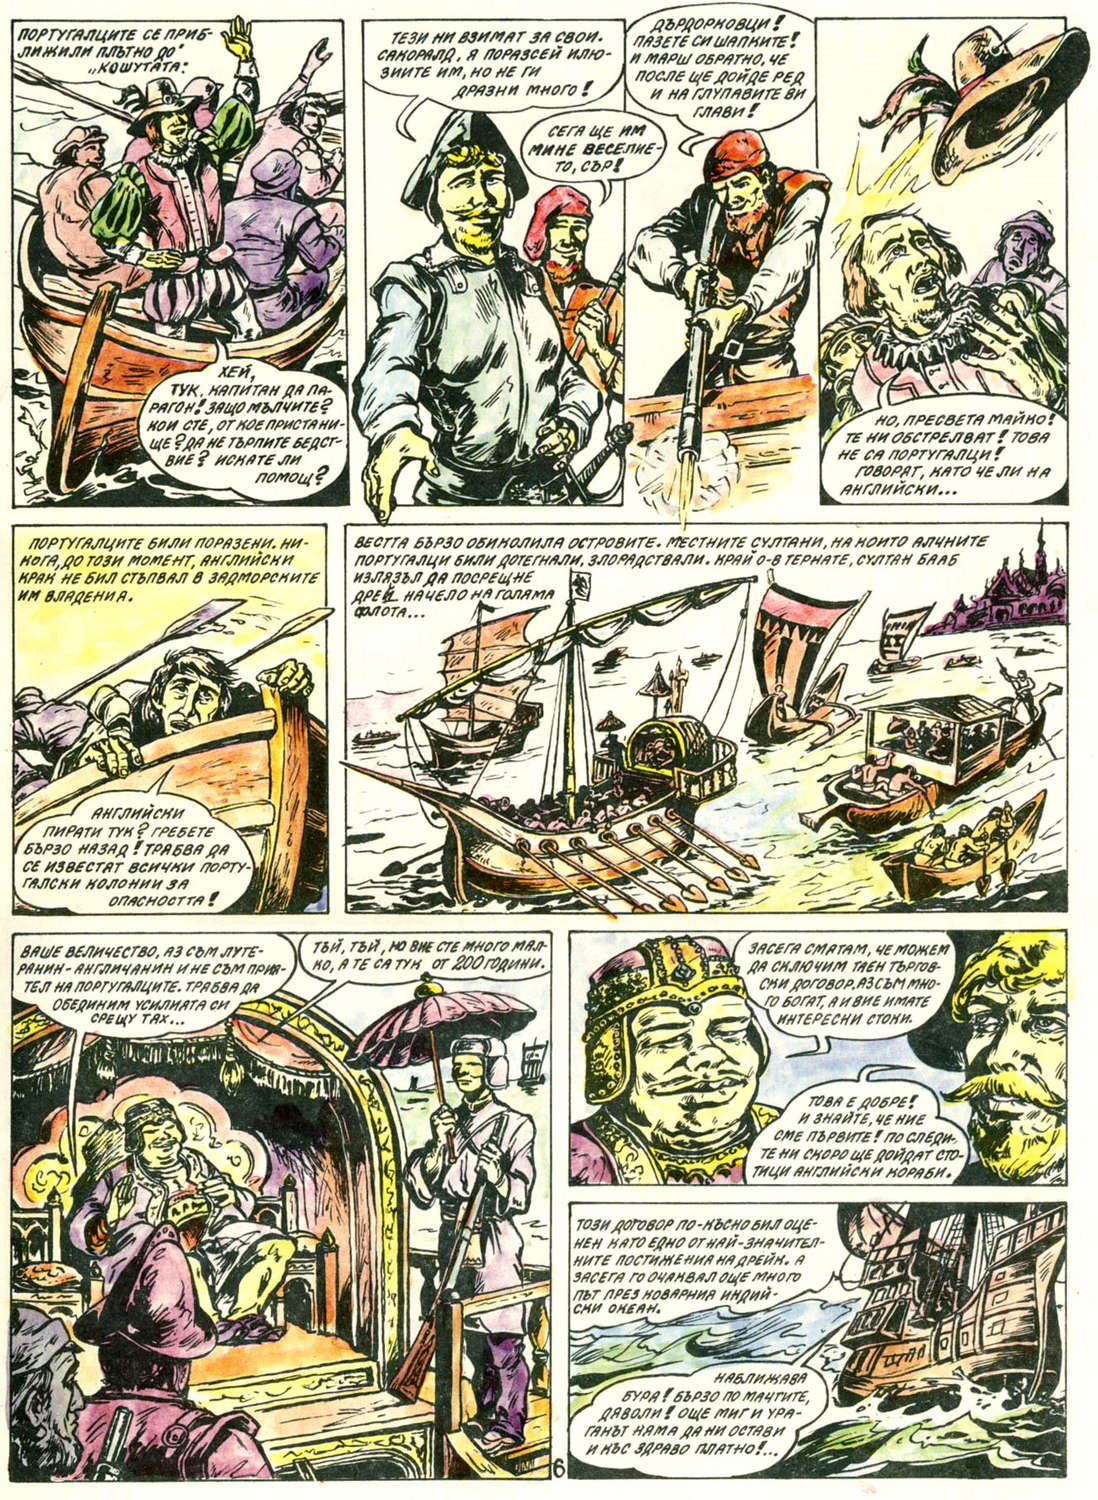 ПОРТУГАЛЦИТЕ СЕ ПРИБ-
ЛИЖИЛИ ПЛЪТНО ДО
„КОШУТАТА:
ХЕЙ,
ТУК, КАПИТАН ДА ПА-
РАГОН! ЗАЩО МЪЛЧИТЕ?
КОИ СТЕ, ОТ КОЕ ПРИСТАНИ-
ЩЕ? ДА НЕ ТЪРПИТЕ БЕДСТ-
ВИЕ? ИСКАТЕ ЛИ
ПОМОЩ?
ТЕЗИ НИ ВЗИМАТ ЗА СВОИ.
САКОРАЛД, Я ПОРАЗСЕЙ ИЛЮ-
ЗИИТЕ ИМ, НО НЕ ГИ
ДРАЗНИ МНОГО!
СЕГА ЩЕ ИМ
МИНЕ ВЕСЕЛИЕ-
ТО, СЪР!
ДЪРДОРКОВЦИ!
ПАЗЕТЕ СИ ШАПКИТЕ!
И МАРШ ОБРАТНО, ЧЕ
ПОСЛЕ ЩЕ ДОЙДЕ РЕД
И НА ГЛУПАВИТЕ ВИ
ГЛАВИ!
НО, ПРЕСВЕТА МАЙКО!
ТЕ НИ ОБСТРЕЛВАТ! ТОВА
НЕ СА ПОРТУГАЛЦИ!
ГОВОРЯТ, КАТО ЧЕ ЛИ НА
АНГЛИЙСКИ...
ПОРТУГАЛЦИТЕ БИЛИ ПОРАЗЕНИ. НИ-
КОГА, ДО ТОЗИ МОМЕНТ, АНГЛИЙСКИ
КРАК НЕ БИЛ СТЪПВАЛ В ЗАДМОРСКИТЕ
ИМ ВЛАДЕНИЯ.
АНГЛИЙСКИ
ПИРАТИ ТУК? ГРЕБЕТЕ
БЪРЗО НАЗАД! ТРЯБВА ДА
СЕ ИЗВЕСТЯТ ВСИЧКИ ПОРТУ-
ГАЛСКИ КОЛОНИИ ЗА
ОПАСНОСТТА!
ВЕСТТА БЪРЗО ОБИКОЛИЛА ОСТРОВИТЕ. МЕСТНИТЕ СУЛТАНИ, НА КОИТО АЛЧНИТЕ
ПОРТУГАЛЦИ БИЛИ ДОТЕГНАЛИ, ЗЛОРАДСТВАЛИ. КРАЙ О-В ТЕРНАТЕ, СУЛТАН БААБ
ИЗЛЯЗЪЛ ДА ПОСРЕЩНЕ
ДРЕЙК НАЧЕЛО НА ГОЛЯМА
ФЛОТА...
ВАШЕ ВЕЛИЧЕСТВО, АЗ СЪМ ЛУТЕ-
РАНИН-АНГЛИЧАНИН И НЕ СЪМ ПРИЯ-
ТЕЛ НА ПОРТУГАЛЦИТЕ. ТРЯБВА ДА
ОБЕДИНИМ УСИЛИЯТА СИ
СРЕЩУ ТЯХ...
ТЪЙ, ТЪЙ, НО ВИЕ СТЕ МНОГО МАЛ-
КО, А ТЕ СА ТУК ОТ 200 ГОДИНИ.
ЗАСЕГА СМЯТАМ, ЧЕ МОЖЕМ
ДА СКЛЮЧИМ ТАЕН ТЪРГОВ-
СКИ ДОГОВОР. АЗ СЪМ МНО-
ГО БОГАТ, А И ВИЕ ИМАТЕ
ИНТЕРЕСНИ СТОКИ.
ТОВА Е ДОБРЕ!
И ЗНАЙТЕ, ЧЕ НИЕ
СМЕ ПЪРВИТЕ! ПО СЛЕДИ-
ТЕ НИ СКОРО ЩЕ ДОЙДАТ СТО-
ТИЦИ АНГЛИЙСКИ КОРАБИ.
ТОЗИ ДОГОВОР ПО-КЪСНО БИЛ ОЦЕ-
НЕН КАТО ЕДНО ОТ НАЙ-ЗНАЧИТЕЛ-
НИТЕ ПОСТИЖЕНИЯ НА ДРЕЙК. А
ЗАСЕГА ГО ОЧАКВАЛ ОЩЕ МНОГО
ПЪТ ПРЕЗ КОВАРНИЯ ИНДИЙ-
СКИ ОКЕАН.
НАБЛИЖАВА
БУРЯ! БЪРЗО ПО МАЧТИТЕ,
ДЯВОЛИ! ОЩЕ МИГ И УРА-
ГАНЪТ НЯМА ДА НИ ОСТАВИ
И КЪС ЗДРАВО ПЛАТНО!...
6